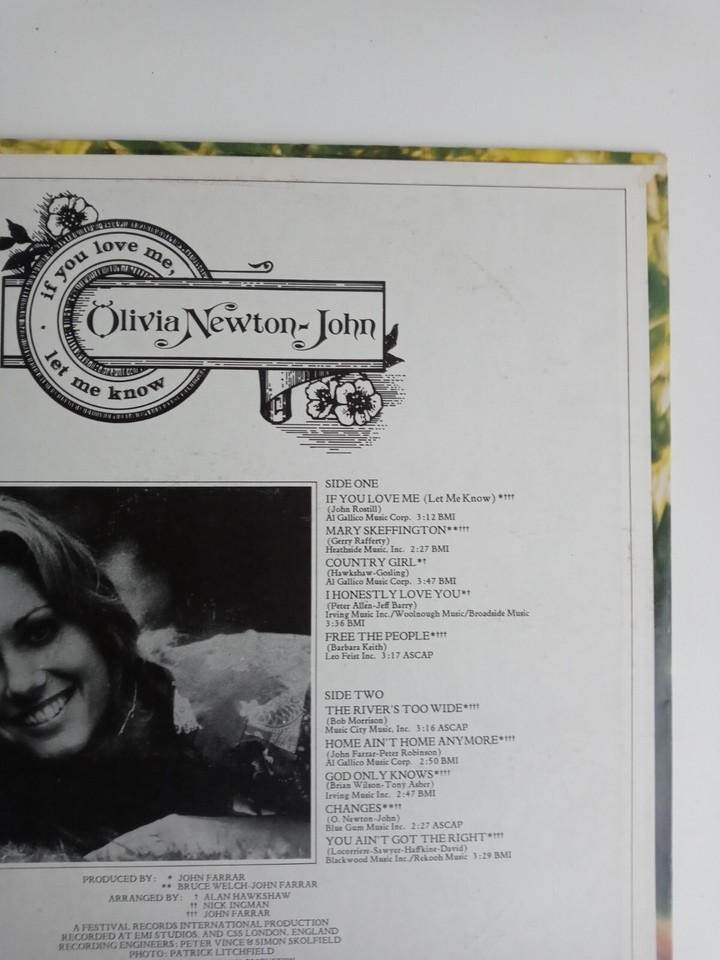 if you love me,
let me know
Olivia Newton-John
SIDE ONE
IF YOU LOVE ME (Let Me Know) *†††
(John Rostill)
Al Gallico Music Corp. 3:12 BMI
MARY SKEFFINGTON**†††
(Gerry Rafferty)
Heathside Music, Inc. 2:27 BMI
COUNTRY GIRL*†
(Hawkshaw-Gosling)
Al Gallico Music Corp. 3:47 BMI
I HONESTLY LOVE YOU*†
(Peter Allen-Jeff Barry)
Irving Music Inc./Woolnough Music/Broadside Music
3:36 BMI
FREE THE PEOPLE*†††
(Barbara Keith)
Leo Feist Inc. 3:17 ASCAP
SIDE TWO
THE RIVER'S TOO WIDE*†††
(Bob Morrison)
Music City Music, Inc. 3:16 ASCAP
HOME AIN'T HOME ANYMORE*†††
(John Farrar-Peter Robinson)
Al Gallico Music Corp. 2:50 BMI
GOD ONLY KNOWS*†††
(Brian Wilson-Tony Asher)
Irving Music Inc. 2:47 BMI
CHANGES**††
(O. Newton-John)
Blue Gum Music Inc. 2:27 ASCAP
YOU AIN'T GOT THE RIGHT*†††
(Locorriere-Sawyer-Haffkine-David)
Blackwood Music Inc./Rekooh Music 3:29 BMI
PRODUCED BY: * JOHN FARRAR
** BRUCE WELCH-JOHN FARRAR
ARRANGED BY: † ALAN HAWKSHAW
†† NICK INGMAN
††† JOHN FARRAR
A FESTIVAL RECORDS INTERNATIONAL PRODUCTION
RECORDED AT EMI STUDIOS, AND CSS LONDON, ENGLAND
RECORDING ENGINEERS: PETER VINCE & SIMON SKOLFIELD
PHOTO: PATRICK LITCHFIELD